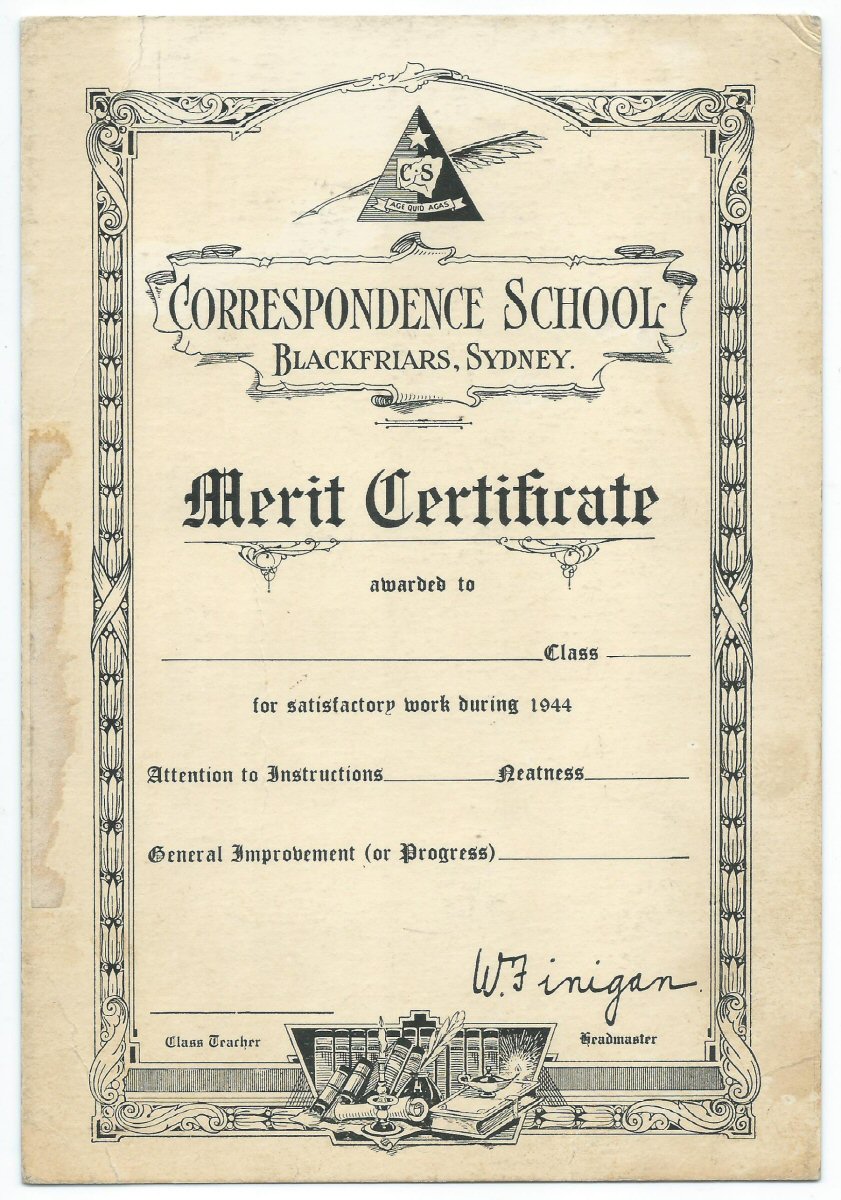 C S
AGE QUID AGAS
CORRESPONDENCE SCHOOL
BLACKFRIARS, SYDNEY.
Merit Certificate
awarded to
Class
for satisfactory work during 1944
Attention to Instructions Neatness
General Improvement (or Progress)
W. Finigan.
Class Teacher Headmaster